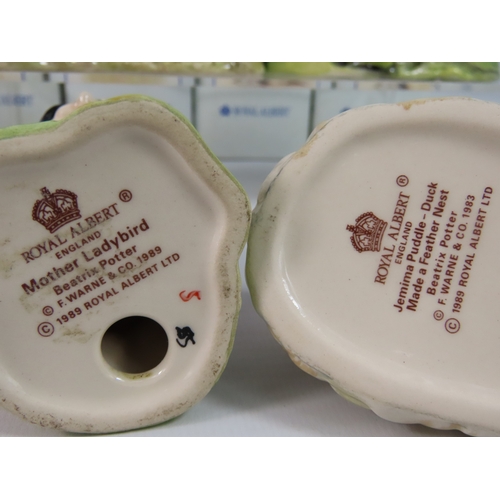 ROYAL ALBERT
ROYAL ALBERT ®
ENGLAND
Mother Ladybird
Beatrix Potter
© F. WARNE & CO. 1989
© 1989 ROYAL ALBERT LTD
ROYAL ALBERT ®
ENGLAND
Jemima Puddle-Duck
Made a Feather Nest
Beatrix Potter
© F. WARNE & CO. 1983
© 1989 ROYAL ALBERT LTD